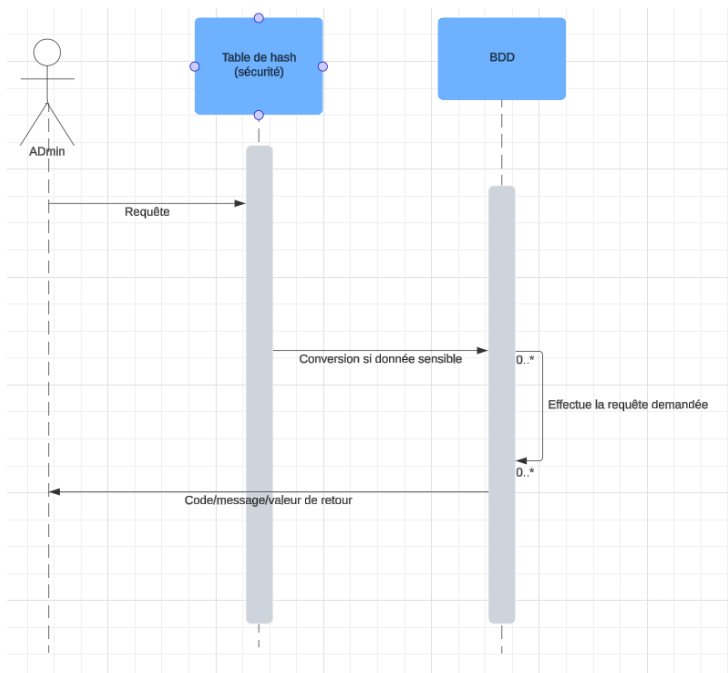 Table de hash
(sécurité)
BDD
ADmin
Requête
Conversion si donnée sensible
0..*
Effectue la requête demandée
0..*
Code/message/valeur de retour